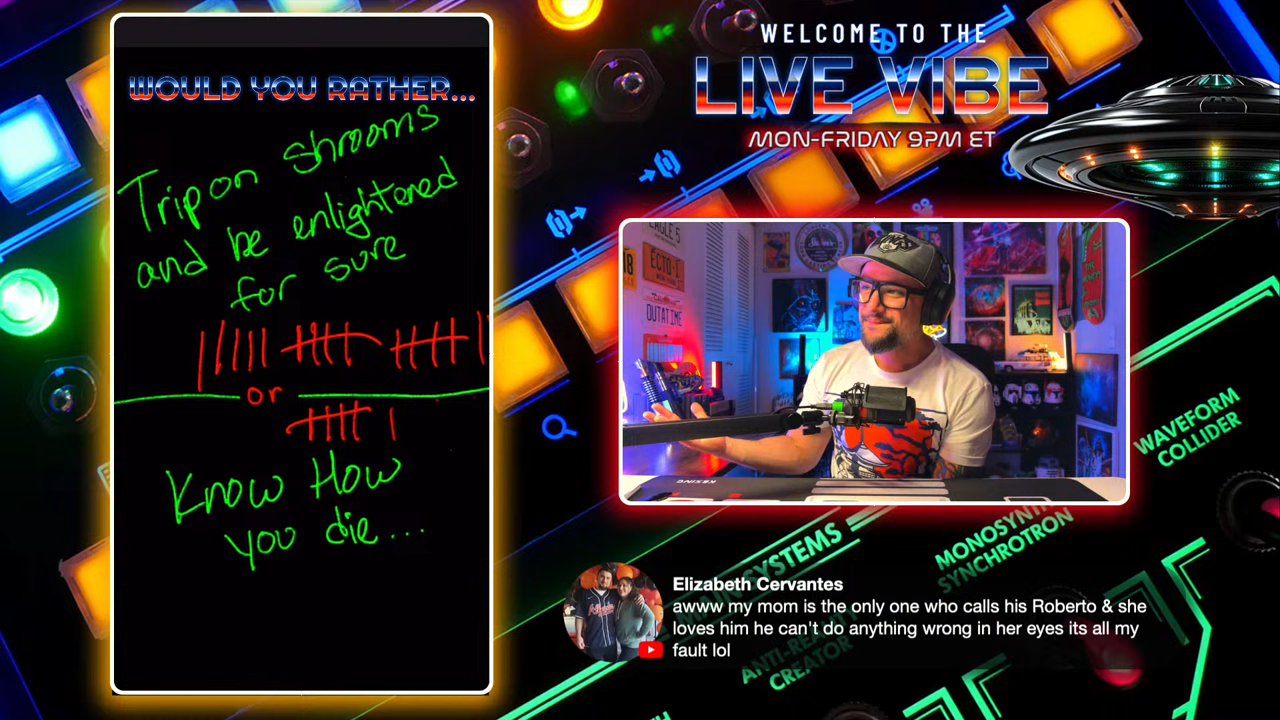 WOULD YOU RATHER...
Trip on shrooms
and be enlightened
for sure
or
Know How
you die...
WELCOME TO THE
LIVE VIBE
MON-FRIDAY 9PM ET
EAGLE 5
ECTO-1
OUTATIME
WAVEFORM
COLLIDER
SYSTEMS
MONOSYNTH
SYNCHROTRON
Elizabeth Cervantes
awww my mom is the only one who calls his Roberto & she
loves him he can't do anything wrong in her eyes its all my
fault lol
CREATOR